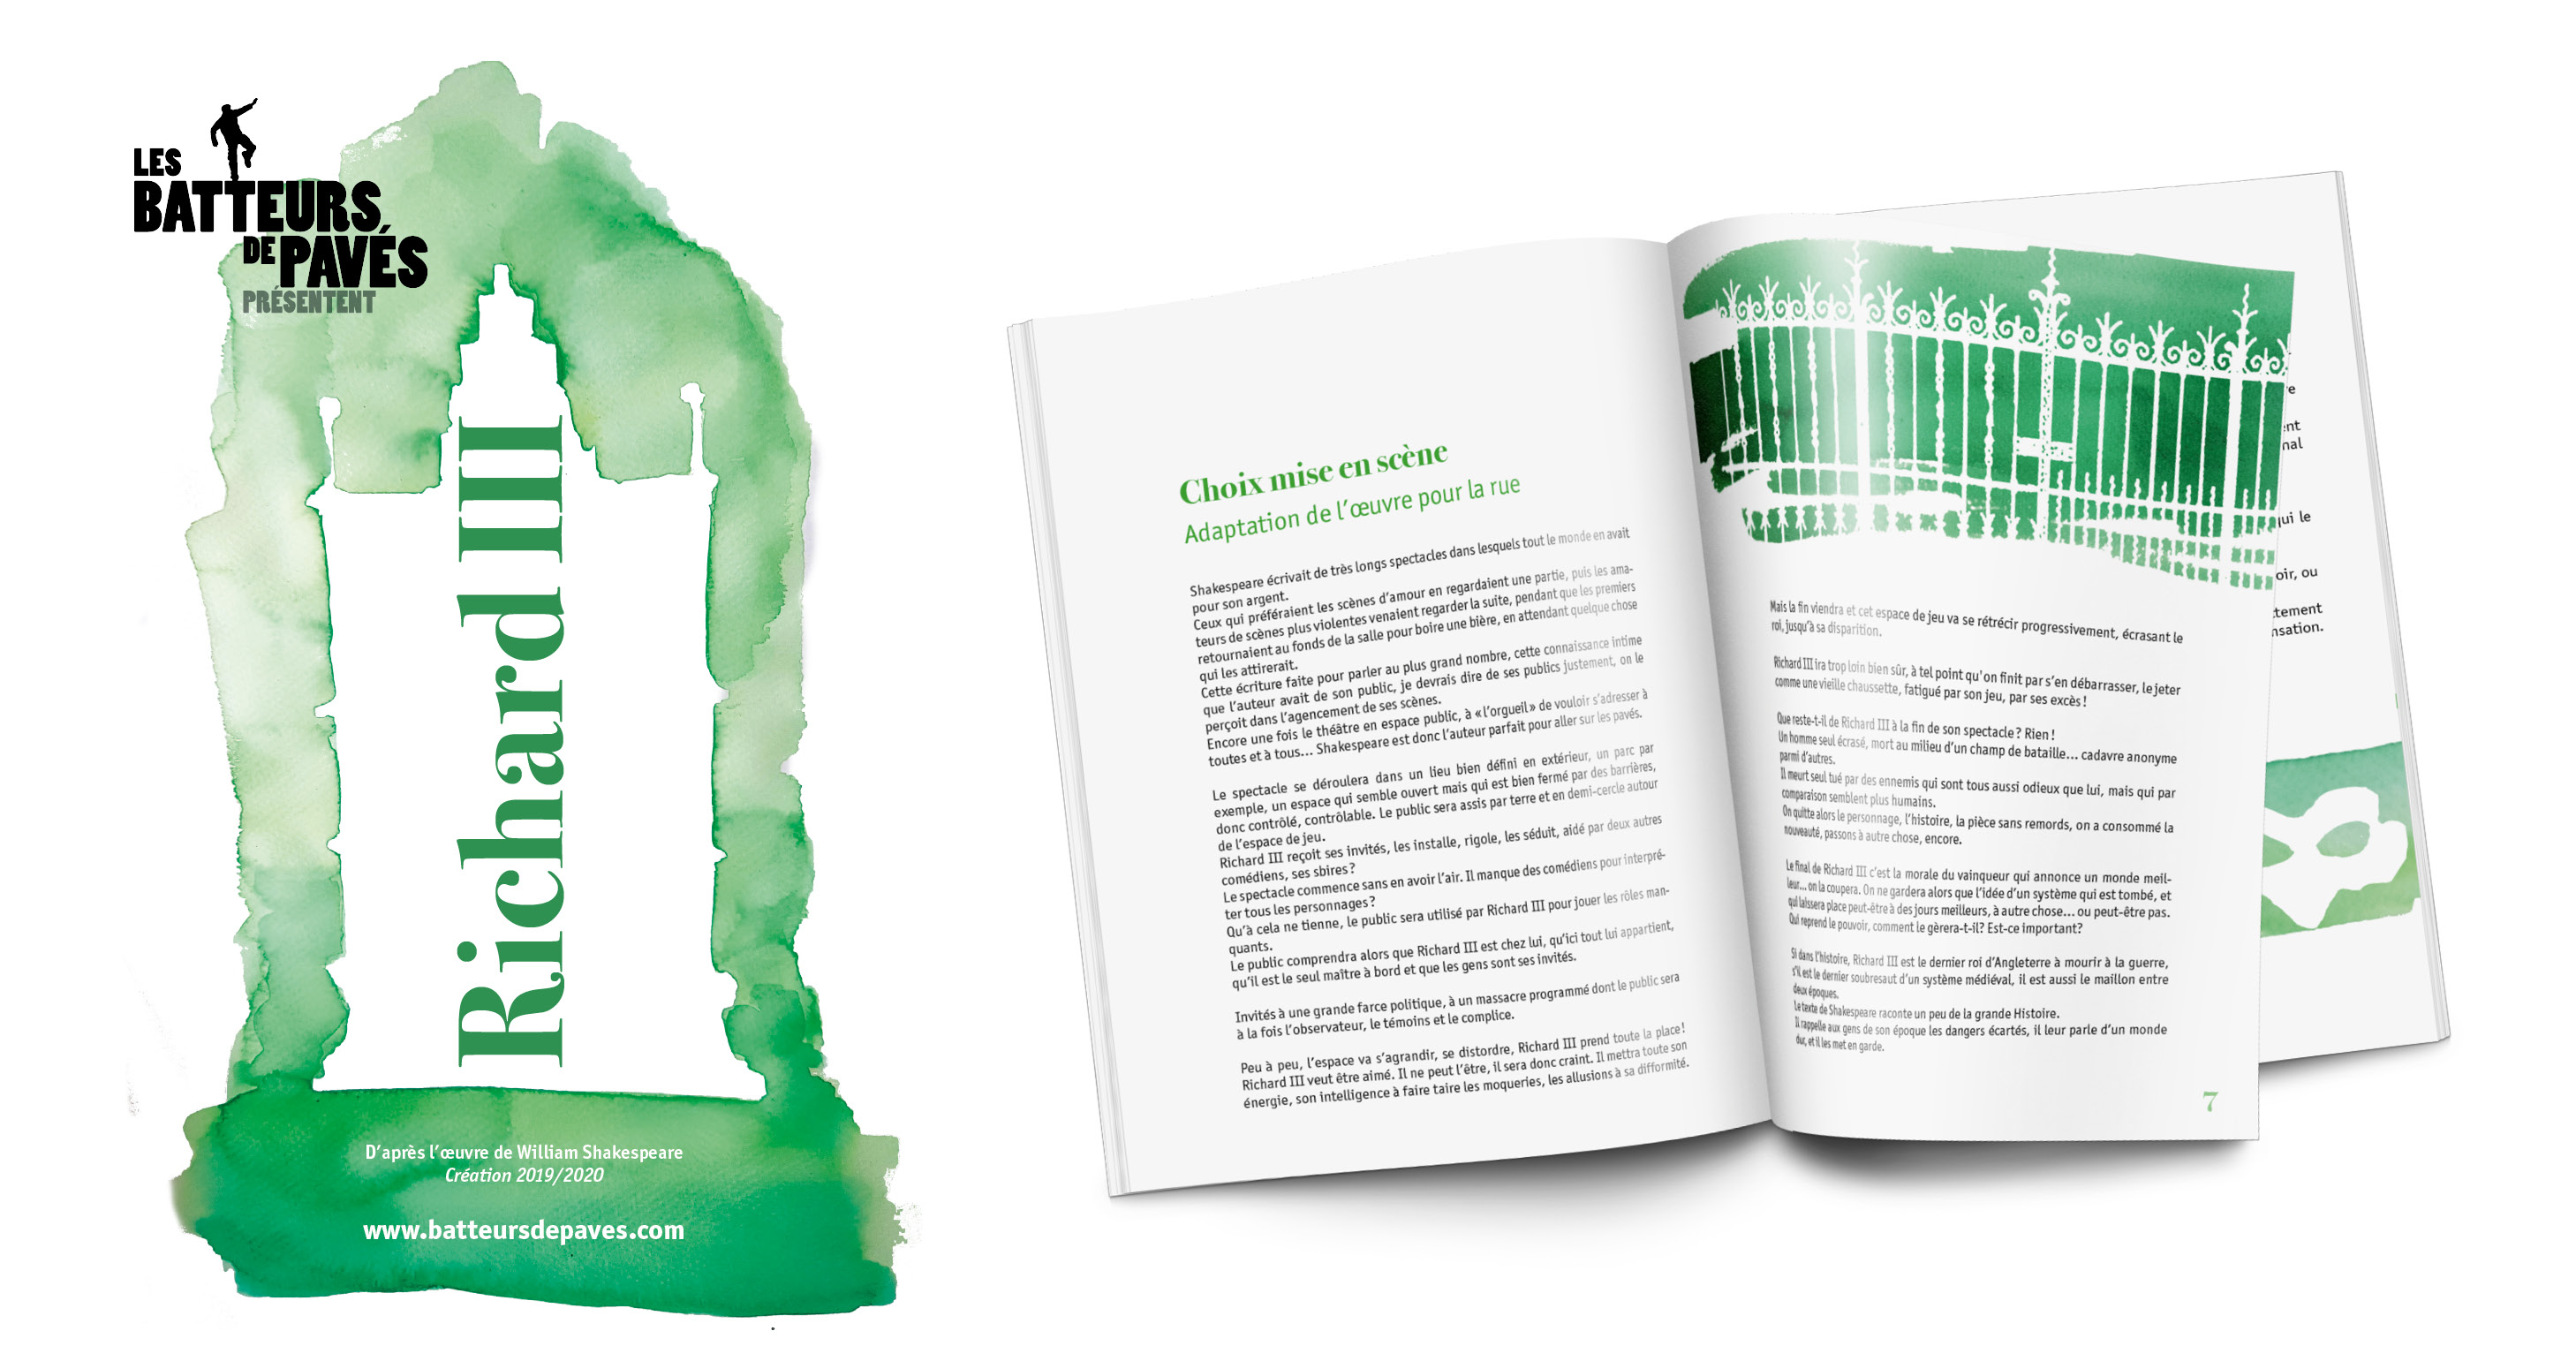 LES
BATTEURS
DE PAVÉS
PRÉSENTENT
Richard III
D'après l'œuvre de William Shakespeare
Création 2019/2020
www.batteursdepaves.com
Choix mise en scène
Adaptation de l'œuvre pour la rue
Shakespeare écrivait de très longs spectacles dans lesquels tout le monde en avait
pour son argent.
Ceux qui préféraient les scènes d'amour en regardaient une partie, puis les ama-
teurs de scènes plus violentes venaient regarder la suite, pendant que les premiers
retournaient au fonds de la salle pour boire une bière, en attendant quelque chose
qui les attirerait.
Cette écriture faite pour parler au plus grand nombre, cette connaissance intime
que l'auteur avait de son public, je devrais dire de ses publics justement, on le
perçoit dans l'agencement de ses scènes.
Encore une fois le théâtre en espace public, à « l'orgueil » de vouloir s'adresser à
toutes et à tous... Shakespeare est donc l'auteur parfait pour aller sur les pavés.
Le spectacle se déroulera dans un lieu bien défini en extérieur, un parc par
exemple, un espace qui semble ouvert mais qui est bien fermé par des barrières,
donc contrôlé, contrôlable. Le public sera assis par terre et en demi-cercle autour
de l'espace de jeu.
Richard III reçoit ses invités, les installe, rigole, les séduit, aidé par deux autres
comédiens, ses sbires ?
Le spectacle commence sans en avoir l'air. Il manque des comédiens pour interpré-
ter tous les personnages ?
Qu'à cela ne tienne, le public sera utilisé par Richard III pour jouer les rôles man-
quants.
Le public comprendra alors que Richard III est chez lui, qu'ici tout lui appartient,
qu'il est le seul maître à bord et que les gens sont ses invités.
Invités à une grande farce politique, à un massacre programmé dont le public sera
à la fois l'observateur, le témoins et le complice.
Peu à peu, l'espace va s'agrandir, se distordre, Richard III prend toute la place !
Richard III veut être aimé. Il ne peut l'être, il sera donc craint. Il mettra toute son
énergie, son intelligence à faire taire les moqueries, les allusions à sa difformité.
Mais la fin viendra et cet espace de jeu va se rétrécir progressivement, écrasant le
roi, jusqu'à sa disparition.
Richard III ira trop loin bien sûr, à tel point qu'on finit par s'en débarrasser, le jeter
comme une vieille chaussette, fatigué par son jeu, par ses excès !
Que reste-t-il de Richard III à la fin de son spectacle ? Rien !
Un homme seul écrasé, mort au milieu d'un champ de bataille... cadavre anonyme
parmi d'autres.
Il meurt seul tué par des ennemis qui sont tous aussi odieux que lui, mais qui par
comparaison semblent plus humains.
On quitte alors le personnage, l'histoire, la pièce sans remords, on a consommé la
nouveauté, passons à autre chose, encore.
Le final de Richard III c'est la morale du vainqueur qui annonce un monde meil-
leur... on la coupera. On ne gardera alors que l'idée d'un système qui est tombé, et
qui laissera place peut-être à des jours meilleurs, à autre chose... ou peut-être pas.
Qui reprend le pouvoir, comment le gèrera-t-il? Est-ce important?
Si dans l'histoire, Richard III est le dernier roi d'Angleterre à mourir à la guerre,
s'il est le dernier soubresaut d'un système médiéval, il est aussi le maillon entre
deux époques.
Le texte de Shakespeare raconte un peu de la grande Histoire.
Il rappelle aux gens de son époque les dangers écartés, il leur parle d'un monde
dur, et il les met en garde.
7
qui le
oir, ou
tement
nsation.